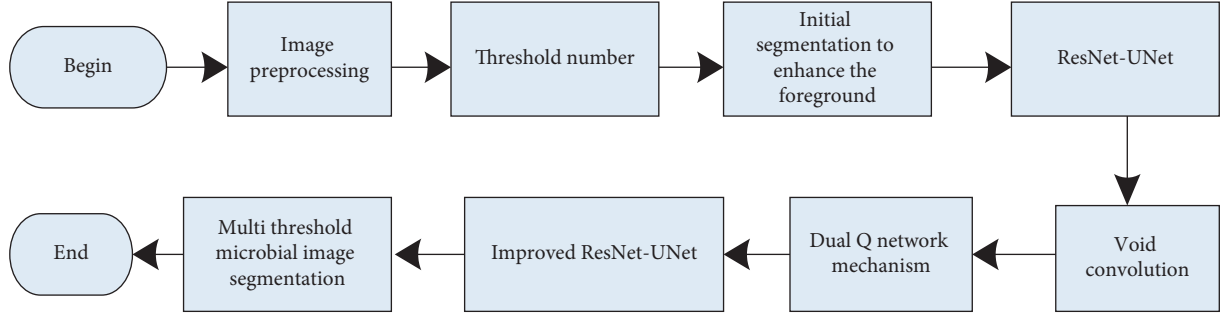 Begin
Image
preprocessing
Threshold number
Initial
segmentation to
enhance the
foreground
ResNet-UNet
Void
convolution
Dual Q network
mechanism
Improved ResNet-UNet
Multi threshold
microbial image
segmentation
End